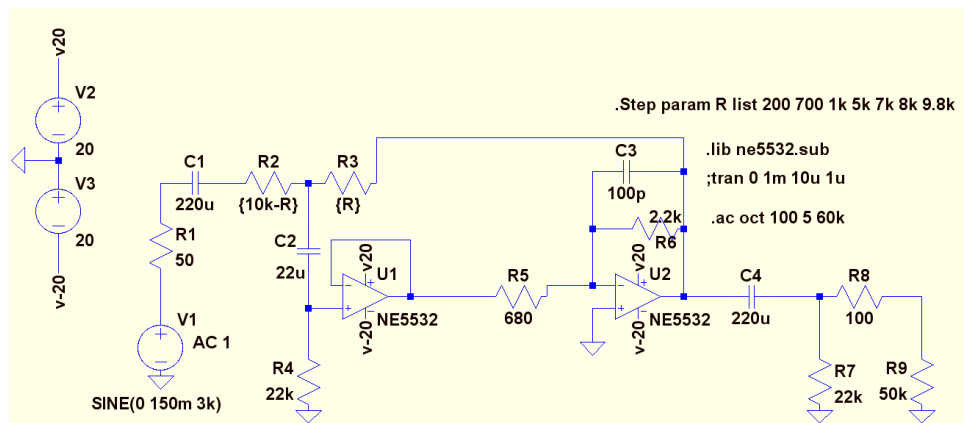 v20
V2
20
V3
20
v-20
.Step param R list 200 700 1k 5k 7k 8k 9.8k
.lib ne5532.sub
;tran 0 1m 10u 1u
.ac oct 100 5 60k
C1
220u
R2
{10k-R}
R3
{R}
R1
50
V1
AC 1
SINE(0 150m 3k)
C2
22u
R4
22k
v20
U1
NE5532
v-20
R5
680
C3
100p
2.2k
R6
v20
U2
NE5532
v-20
C4
220u
R8
100
R7
22k
R9
50k